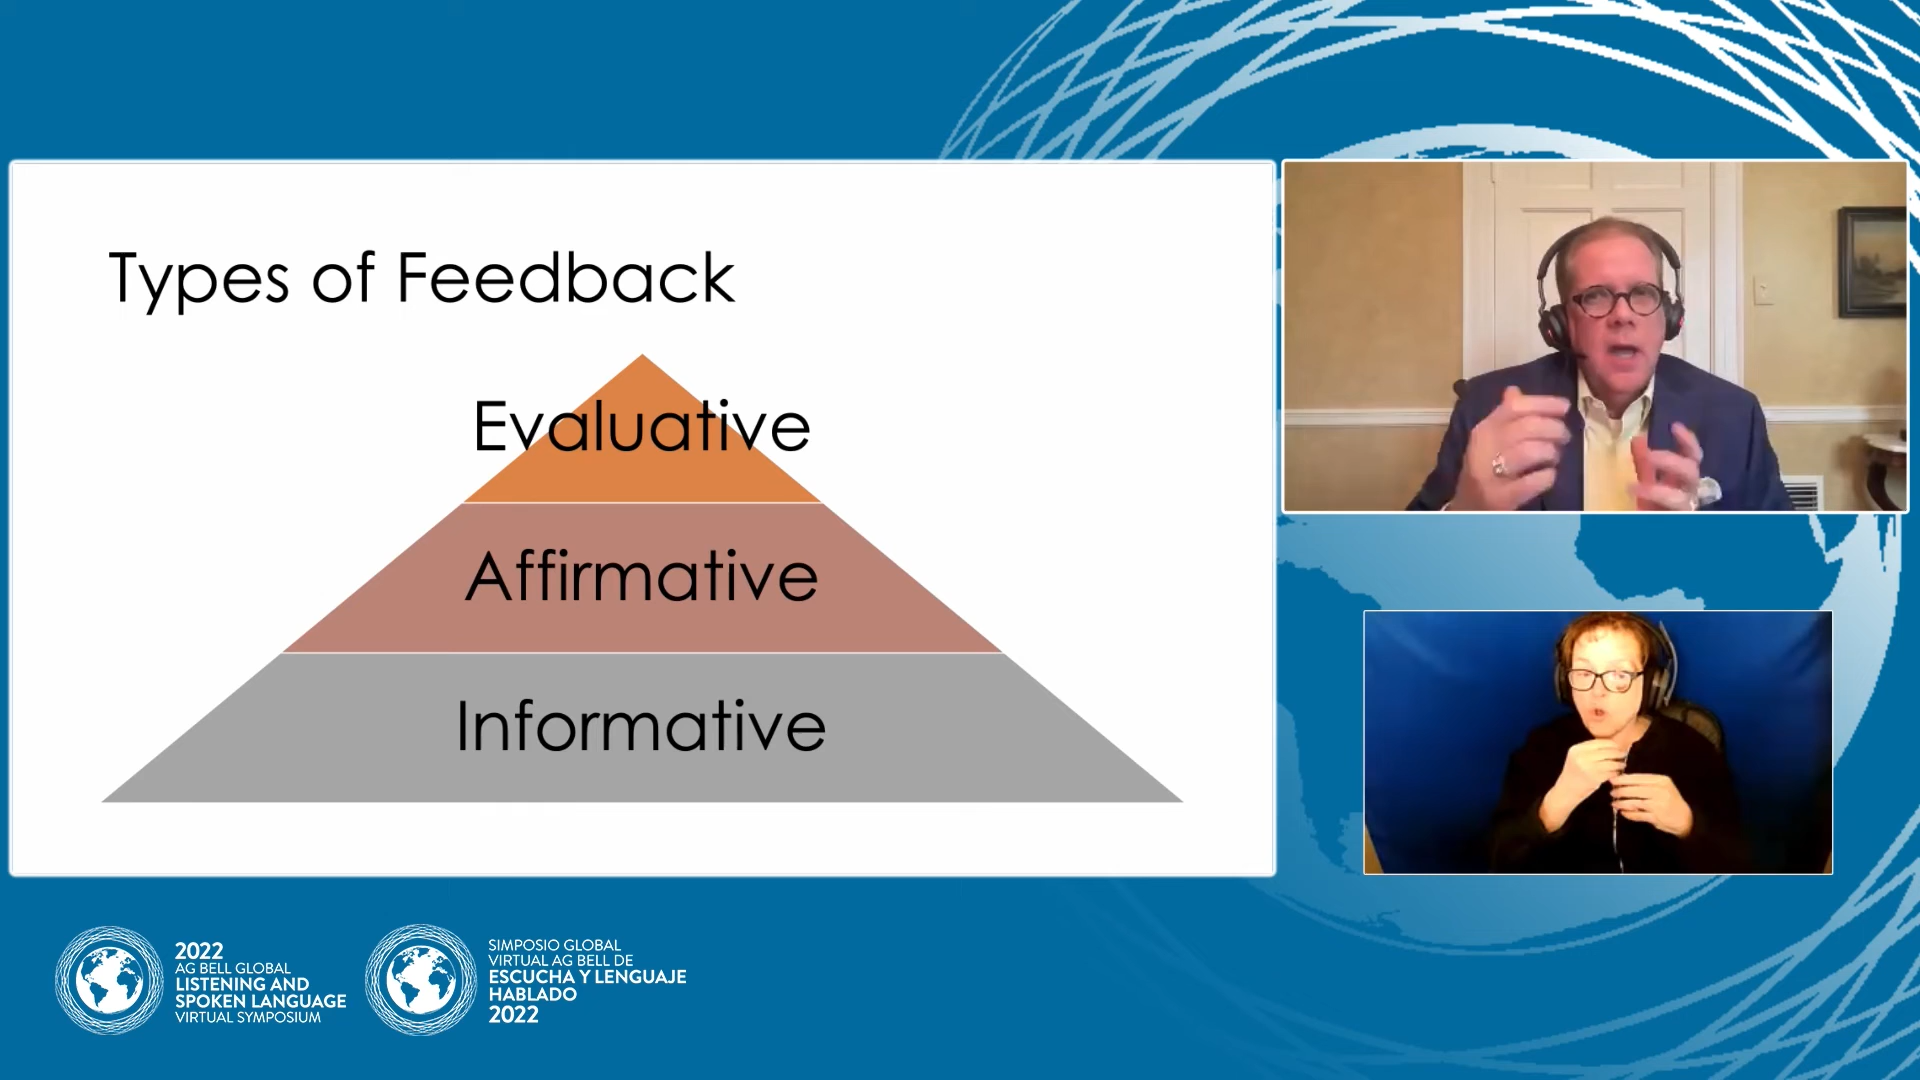 Types of Feedback
Evaluative
Affirmative
Informative
2022
AG BELL GLOBAL
LISTENING AND
SPOKEN LANGUAGE
VIRTUAL SYMPOSIUM
SIMPOSIO GLOBAL
VIRTUAL AG BELL DE
ESCUCHA Y LENGUAJE
HABLADO
2022